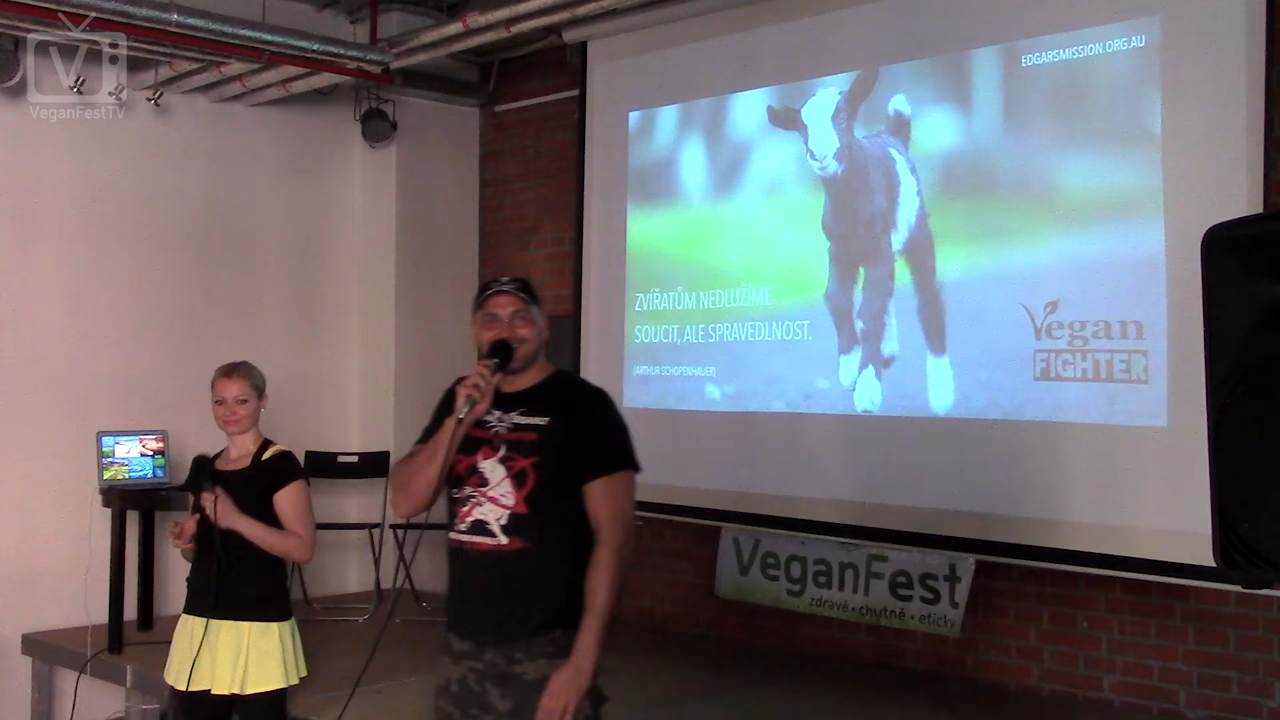 V
VeganFestTV
EDGARSMISSION.ORG.AU
ZVÍŘATŮM NEDLUŽÍME
SOUCIT, ALE SPRAVEDLNOST.
(ARTHUR SCHOPENHAUER)
Vegan
FIGHTER
VeganFest
zdravě • chutně • eticky